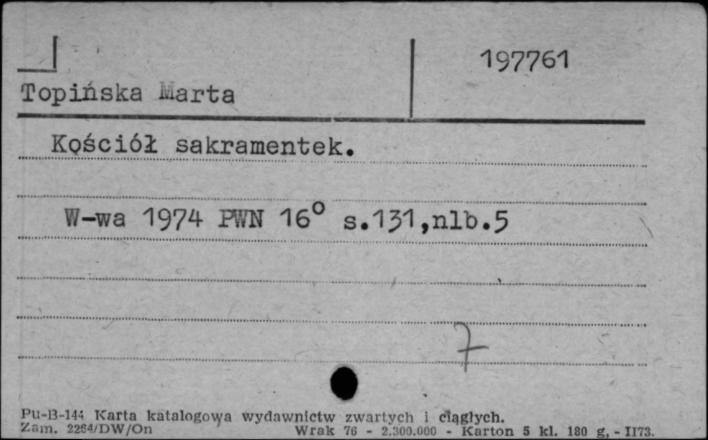 197761
Topińska Marta
Kościół sakramentek.
W-wa 1974 PWN 16° s.131,nlb.5
7
Pu-B-144 Karta katalogowa wydawnictw zwartych i ciągłych.
Zam. 2264/DW/On Wrak 76 - 2.300.000 - Karton 5 kl. 180 g. - II73.